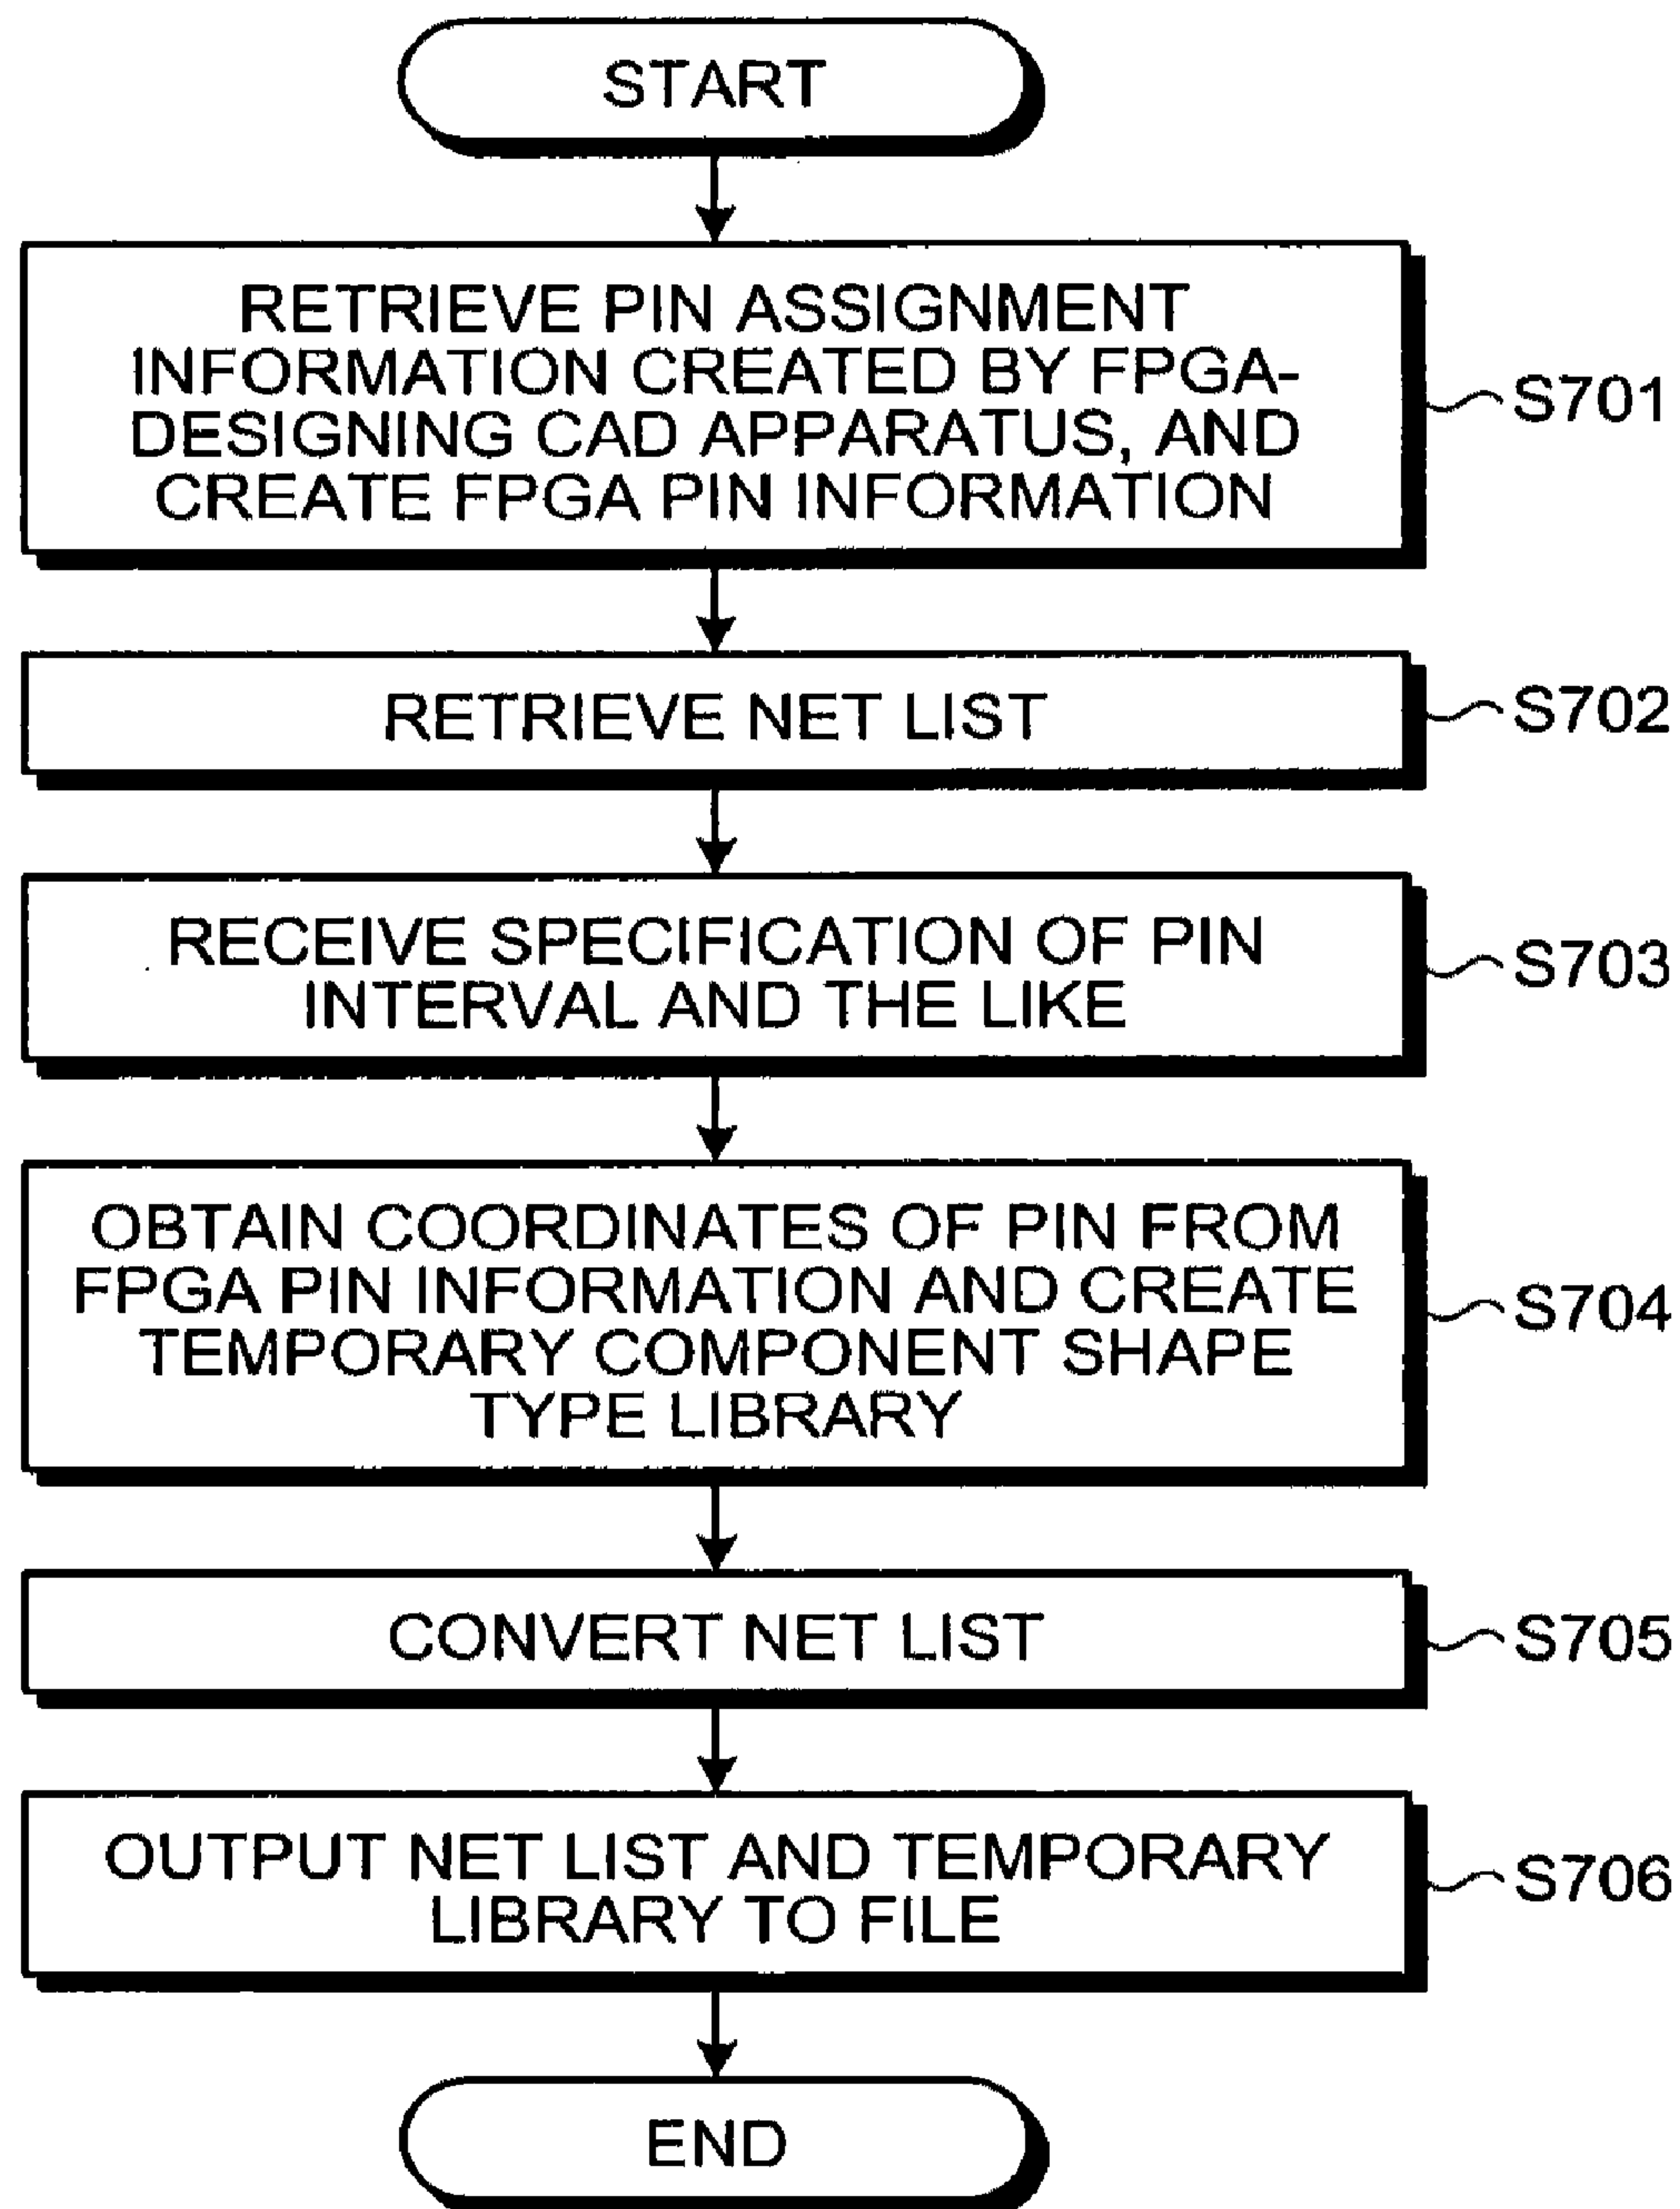 START
RETRIEVE PIN ASSIGNMENT
INFORMATION CREATED BY FPGA-
DESIGNING CAD APPARATUS, AND
CREATE FPGA PIN INFORMATION
S701
RETRIEVE NET LIST
S702
RECEIVE SPECIFICATION OF PIN
INTERVAL AND THE LIKE
S703
OBTAIN COORDINATES OF PIN FROM
FPGA PIN INFORMATION AND CREATE
TEMPORARY COMPONENT SHAPE
TYPE LIBRARY
S704
CONVERT NET LIST
S705
OUTPUT NET LIST AND TEMPORARY
LIBRARY TO FILE
S706
END